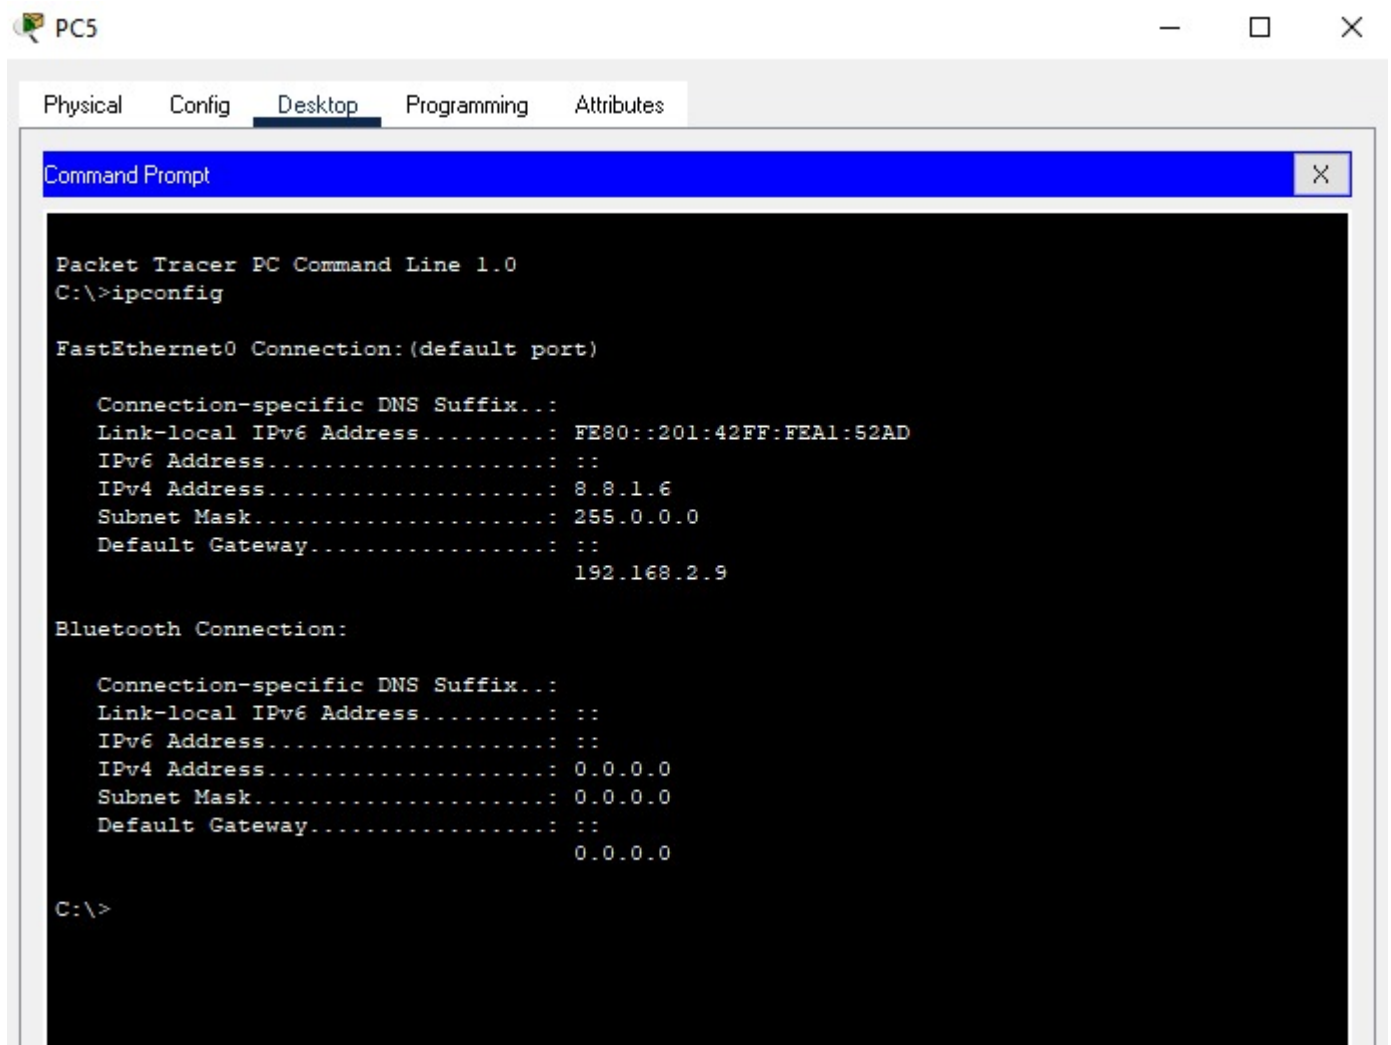 PC5
Physical Config Desktop Programming Attributes
Command Prompt X
Packet Tracer PC Command Line 1.0
C:\>ipconfig
FastEthernet0 Connection:(default port)
Connection-specific DNS Suffix..:
Link-local IPv6 Address.........: FE80::201:42FF:FEA1:52AD
IPv6 Address....................: ::
IPv4 Address....................: 8.8.1.6
Subnet Mask.....................: 255.0.0.0
Default Gateway.................: ::
192.168.2.9
Bluetooth Connection:
Connection-specific DNS Suffix..:
Link-local IPv6 Address.........: ::
IPv6 Address....................: ::
IPv4 Address....................: 0.0.0.0
Subnet Mask.....................: 0.0.0.0
Default Gateway.................: ::
0.0.0.0
C:\>